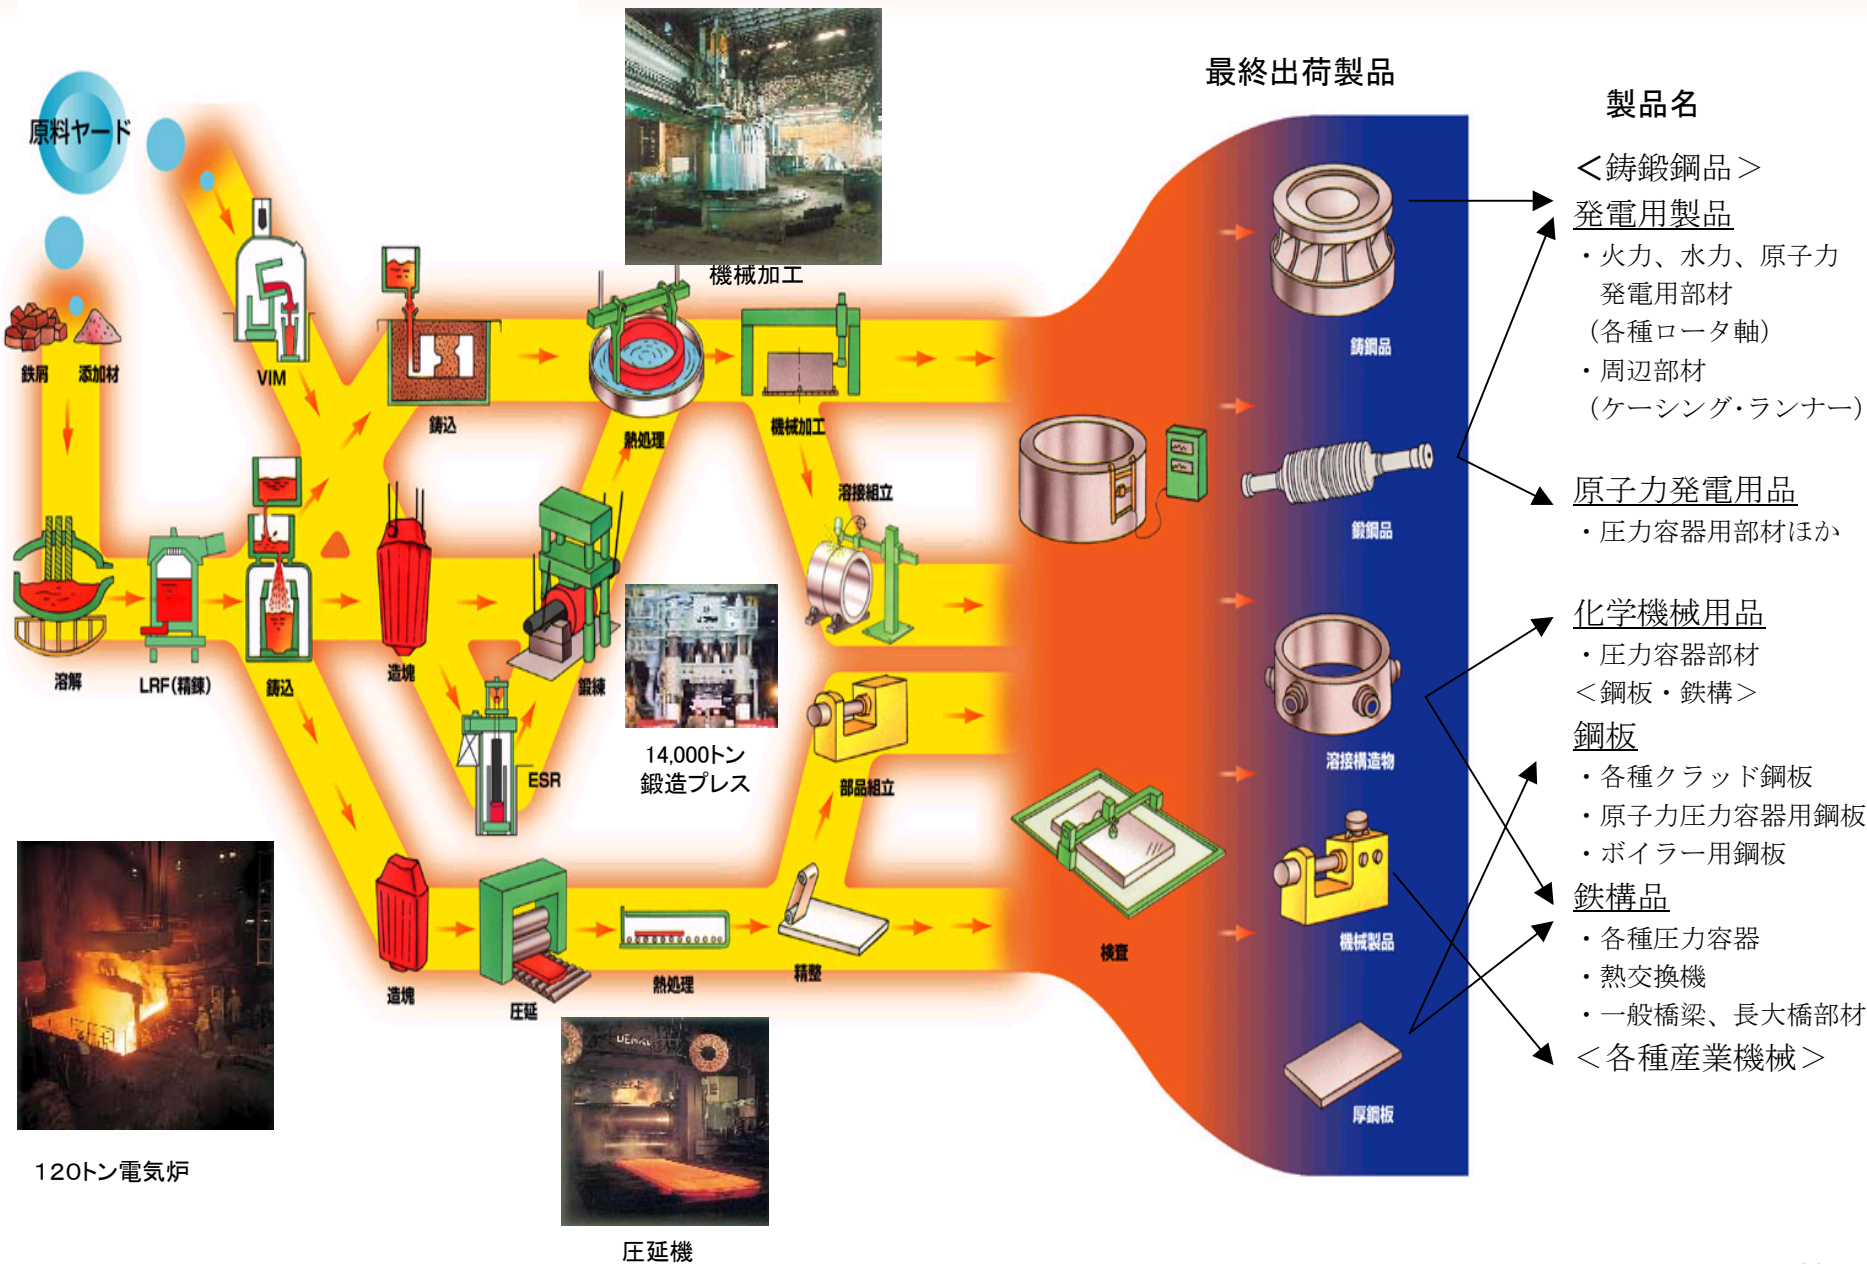 最終出荷製品
製品名
原料ヤード
鉄屑
添加材
VIM
鋳込
熱処理
機械加工
機械加工
溶接組立
溶解
LRF(精錬)
鋳込
造塊
鍛練
ESR
14,000トン
鍛造プレス
部品組立
造塊
圧延
熱処理
精整
検査
120トン電気炉
圧延機
鋳鋼品
鍛鋼品
溶接構造物
機械製品
厚鋼板
＜鋳鍛鋼品＞
発電用製品
・火力、水力、原子力
発電用部材
（各種ロータ軸）
・周辺部材
（ケーシング・ランナー）
原子力発電用品
・圧力容器用部材ほか
化学機械用品
・圧力容器部材
＜鋼板・鉄構＞
鋼板
・各種クラッド鋼板
・原子力圧力容器用鋼板
・ボイラー用鋼板
鉄構品
・各種圧力容器
・熱交換機
・一般橋梁、長大橋部材
＜各種産業機械＞